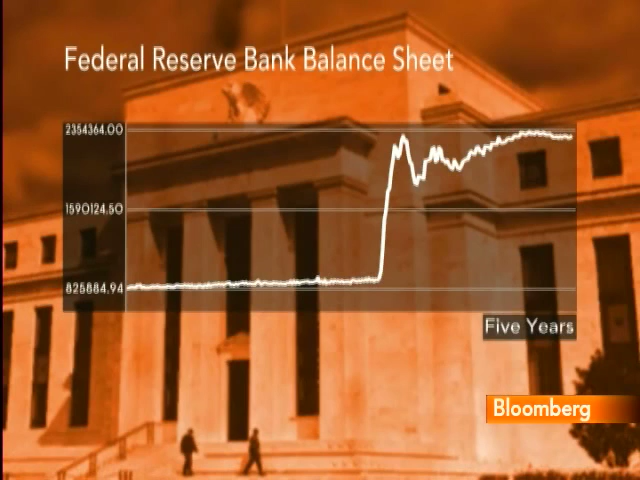 Federal Reserve Bank Balance Sheet
2354364.00
1590124.50
825884.94
Five Years
Bloomberg